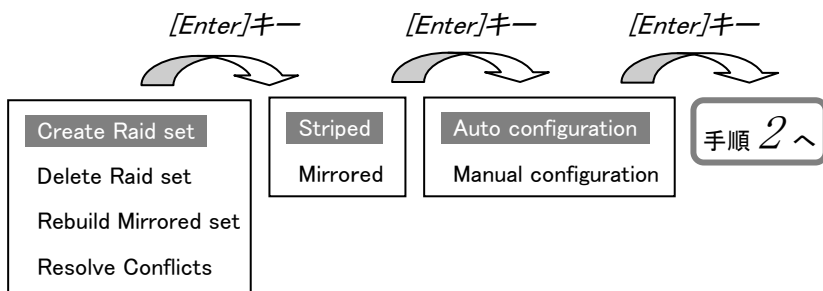 [Enter]キー
[Enter]キー
[Enter]キー
Create Raid set
Delete Raid set
Rebuild Mirrored set
Resolve Conflicts
Striped
Mirrored
Auto configuration
Manual configuration
手順 2 へ